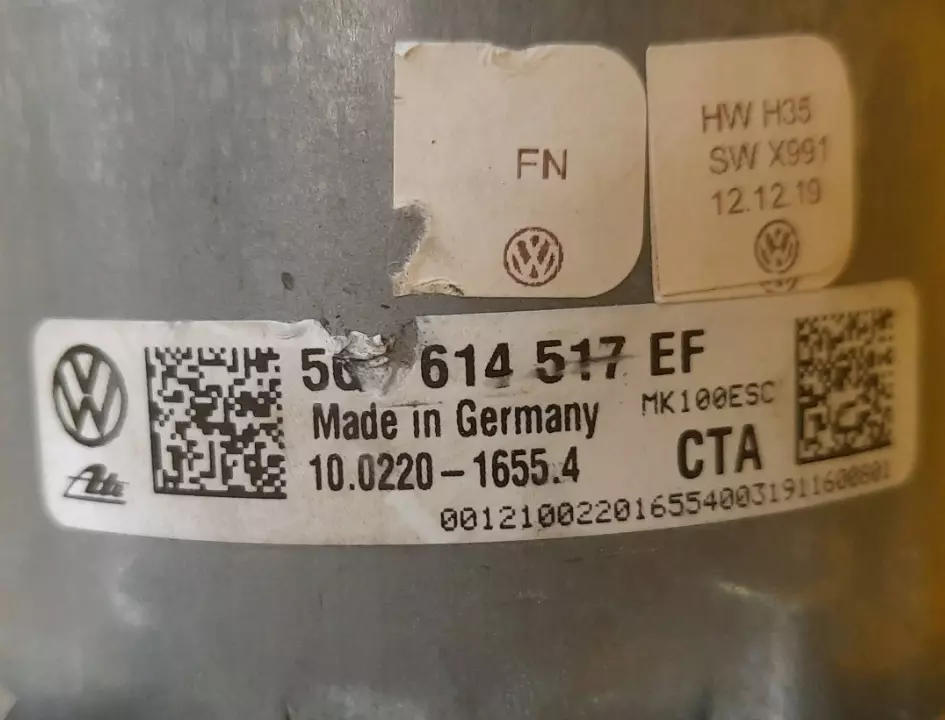 FN
HW H35
SW X991
12.12.19
614 517 EF
MK100ESC
Made in Germany
10.0220-1655.4
CTA
Ate
0012100220165540031911600801